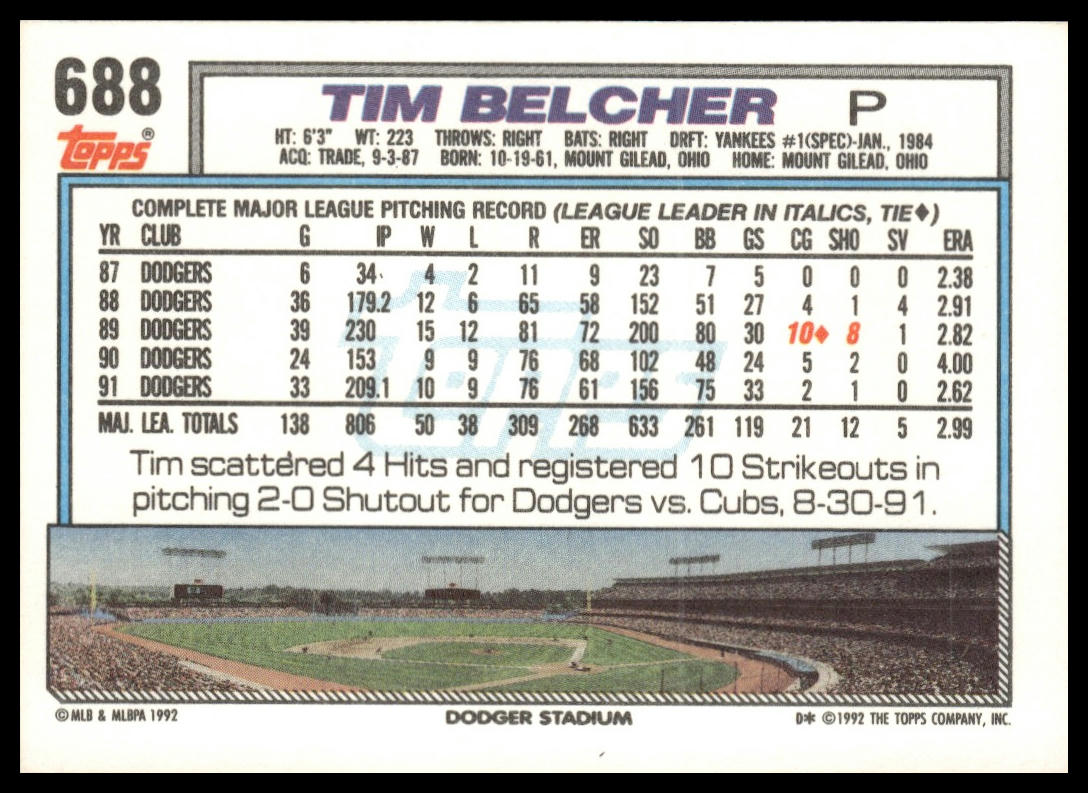 688
TIM BELCHER P
Topps®
HT: 6'3" WT: 223 THROWS: RIGHT BATS: RIGHT DRFT: YANKEES #1(SPEC)-JAN., 1984
ACQ: TRADE, 9-3-87 BORN: 10-19-61, MOUNT GILEAD, OHIO HOME: MOUNT GILEAD, OHIO
COMPLETE MAJOR LEAGUE PITCHING RECORD (LEAGUE LEADER IN ITALICS, TIE♦)
YR CLUB G IP W L R ER SO BB GS CG SHO SV ERA
87 DODGERS 6 34 4 2 11 9 23 7 5 0 0 0 2.38
88 DODGERS 36 179.2 12 6 65 58 152 51 27 4 1 4 2.91
89 DODGERS 39 230 15 12 81 72 200 80 30 10♦ 8 1 2.82
90 DODGERS 24 153 9 9 76 68 102 48 24 5 2 0 4.00
91 DODGERS 33 209.1 10 9 76 61 156 75 33 2 1 0 2.62
MAJ. LEA. TOTALS 138 806 50 38 309 268 633 261 119 21 12 5 2.99
Topps
Tim scattered 4 Hits and registered 10 Strikeouts in
pitching 2-0 Shutout for Dodgers vs. Cubs, 8-30-91.
© MLB & MLBPA 1992 DODGER STADIUM D* ©1992 THE TOPPS COMPANY, INC.